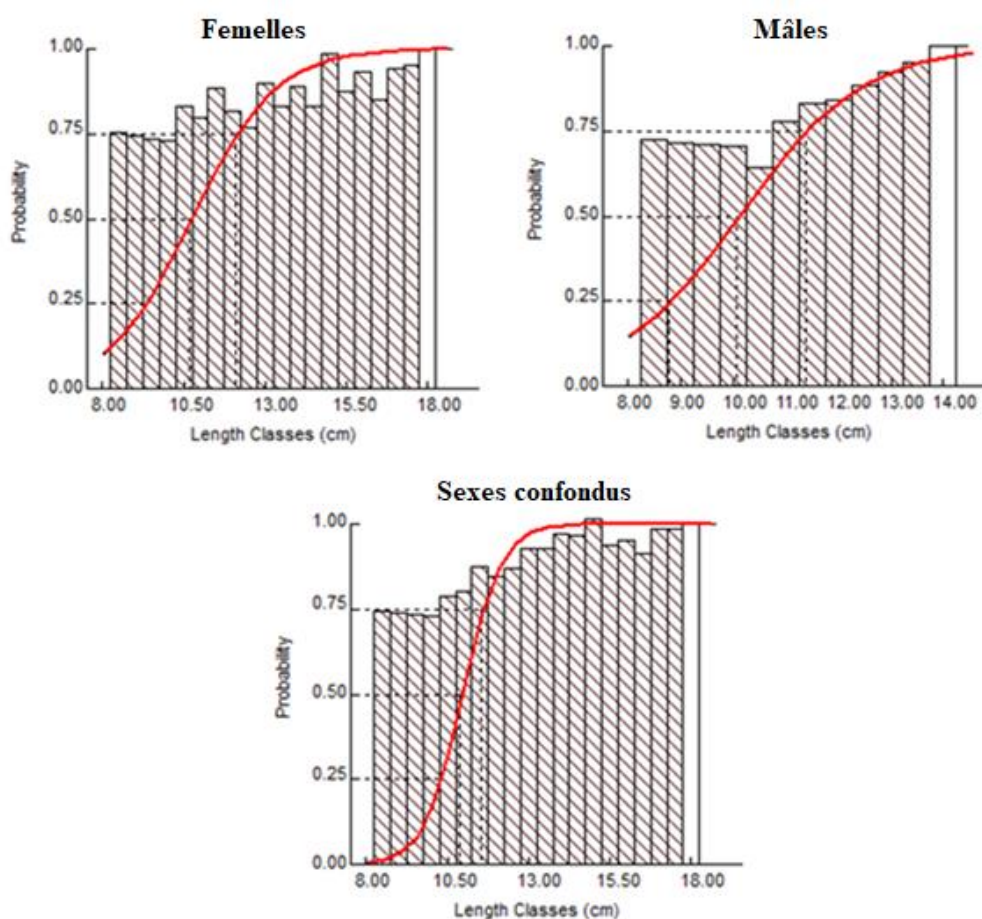 Femelles
1.00
0.75
0.50
0.25
0.00
Probability
8.00 10.50 13.00 15.50 18.00
Length Classes (cm)
Mâles
1.00
0.75
0.50
0.25
0.00
Probability
8.00 9.00 10.00 11.00 12.00 13.00 14.00
Length Classes (cm)
Sexes confondus
1.00
0.75
0.50
0.25
0.00
Probability
8.00 10.50 13.00 15.50 18.00
Length Classes (cm)